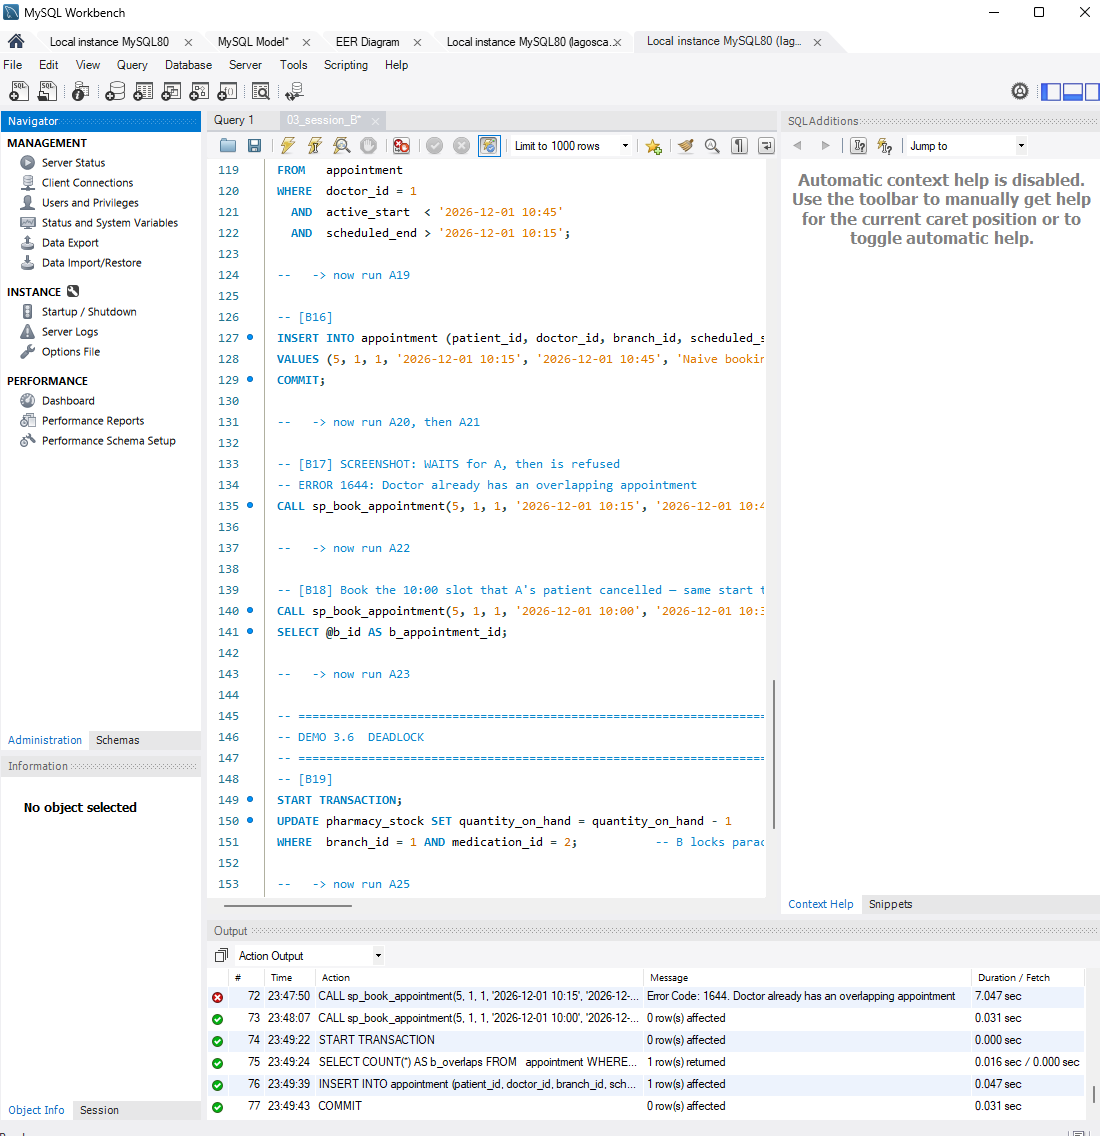 MySQL Workbench
Local instance MySQL80
MySQL Model*
EER Diagram
Local instance MySQL80 (lagosca...
Local instance MySQL80 (lag...
File Edit View Query Database Server Tools Scripting Help
Navigator
MANAGEMENT
Server Status
Client Connections
Users and Privileges
Status and System Variables
Data Export
Data Import/Restore
INSTANCE
Startup / Shutdown
Server Logs
Options File
PERFORMANCE
Dashboard
Performance Reports
Performance Schema Setup
Administration Schemas
Information
No object selected
Object Info Session
Query 1 03_session_B*
Limit to 1000 rows
119 FROM appointment
120 WHERE doctor_id = 1
121 AND active_start < '2026-12-01 10:45'
122 AND scheduled_end > '2026-12-01 10:15';
123
124 -- -> now run A19
125
126 -- [B16]
127 INSERT INTO appointment (patient_id, doctor_id, branch_id, scheduled_s
128 VALUES (5, 1, 1, '2026-12-01 10:15', '2026-12-01 10:45', 'Naive bookin
129 COMMIT;
130
131 -- -> now run A20, then A21
132
133 -- [B17] SCREENSHOT: WAITS for A, then is refused
134 -- ERROR 1644: Doctor already has an overlapping appointment
135 CALL sp_book_appointment(5, 1, 1, '2026-12-01 10:15', '2026-12-01 10:4
136
137 -- -> now run A22
138
139 -- [B18] Book the 10:00 slot that A's patient cancelled — same start t
140 CALL sp_book_appointment(5, 1, 1, '2026-12-01 10:00', '2026-12-01 10:3
141 SELECT @b_id AS b_appointment_id;
142
143 -- -> now run A23
144
145 -- ==================================================================
146 -- DEMO 3.6 DEADLOCK
147 -- ==================================================================
148 -- [B19]
149 START TRANSACTION;
150 UPDATE pharmacy_stock SET quantity_on_hand = quantity_on_hand - 1
151 WHERE branch_id = 1 AND medication_id = 2; -- B locks parac
152
153 -- -> now run A25
SQLAdditions
Jump to
Automatic context help is disabled.
Use the toolbar to manually get help
for the current caret position or to
toggle automatic help.
Context Help Snippets
Output
Action Output
# Time Action Message Duration / Fetch
72 23:47:50 CALL sp_book_appointment(5, 1, 1, '2026-12-01 10:15', '2026-12-... Error Code: 1644. Doctor already has an overlapping appointment 7.047 sec
73 23:48:07 CALL sp_book_appointment(5, 1, 1, '2026-12-01 10:00', '2026-12-... 0 row(s) affected 0.031 sec
74 23:49:22 START TRANSACTION 0 row(s) affected 0.000 sec
75 23:49:24 SELECT COUNT(*) AS b_overlaps FROM appointment WHERE... 1 row(s) returned 0.016 sec / 0.000 sec
76 23:49:39 INSERT INTO appointment (patient_id, doctor_id, branch_id, sch... 1 row(s) affected 0.047 sec
77 23:49:43 COMMIT 0 row(s) affected 0.031 sec